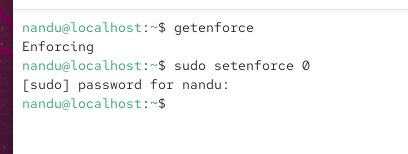 nandu@localhost:~$ getenforce
Enforcing
nandu@localhost:~$ sudo setenforce 0
[sudo] password for nandu:
nandu@localhost:~$